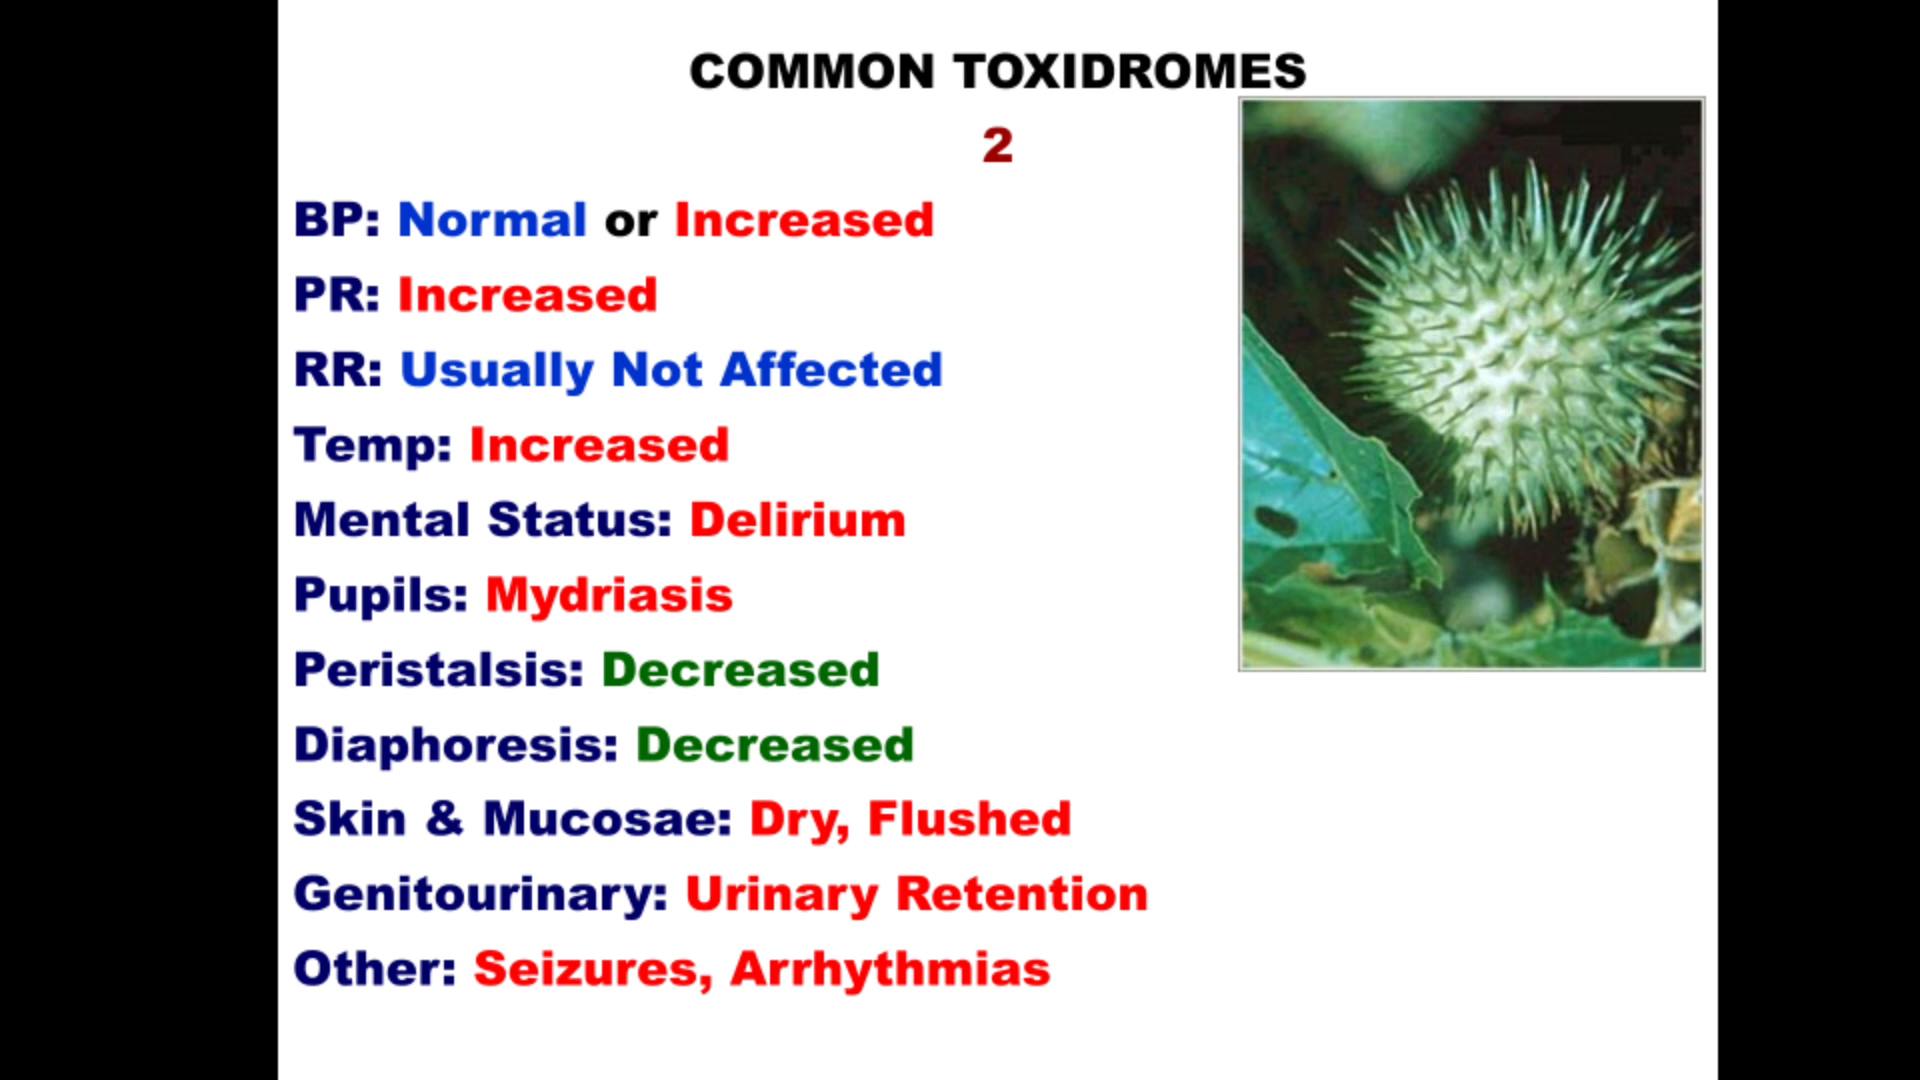 COMMON TOXIDROMES
2
BP: Normal or Increased
PR: Increased
RR: Usually Not Affected
Temp: Increased
Mental Status: Delirium
Pupils: Mydriasis
Peristalsis: Decreased
Diaphoresis: Decreased
Skin & Mucosae: Dry, Flushed
Genitourinary: Urinary Retention
Other: Seizures, Arrhythmias